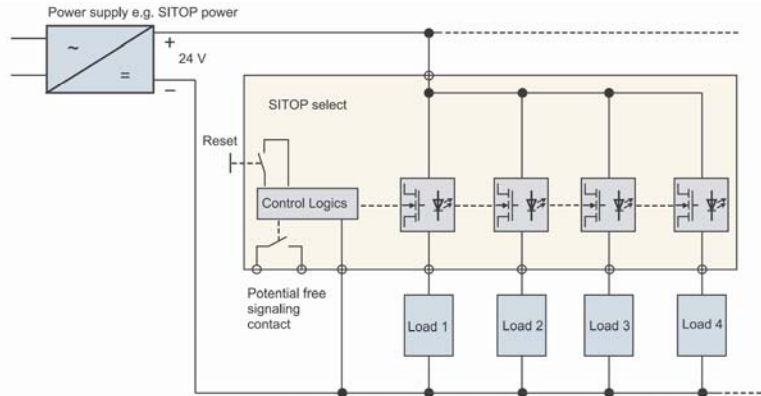 Power supply e.g. SITOP power
~
=
+
24 V
–
SITOP select
Reset
Control Logics
Potential free
signaling
contact
Load 1
Load 2
Load 3
Load 4